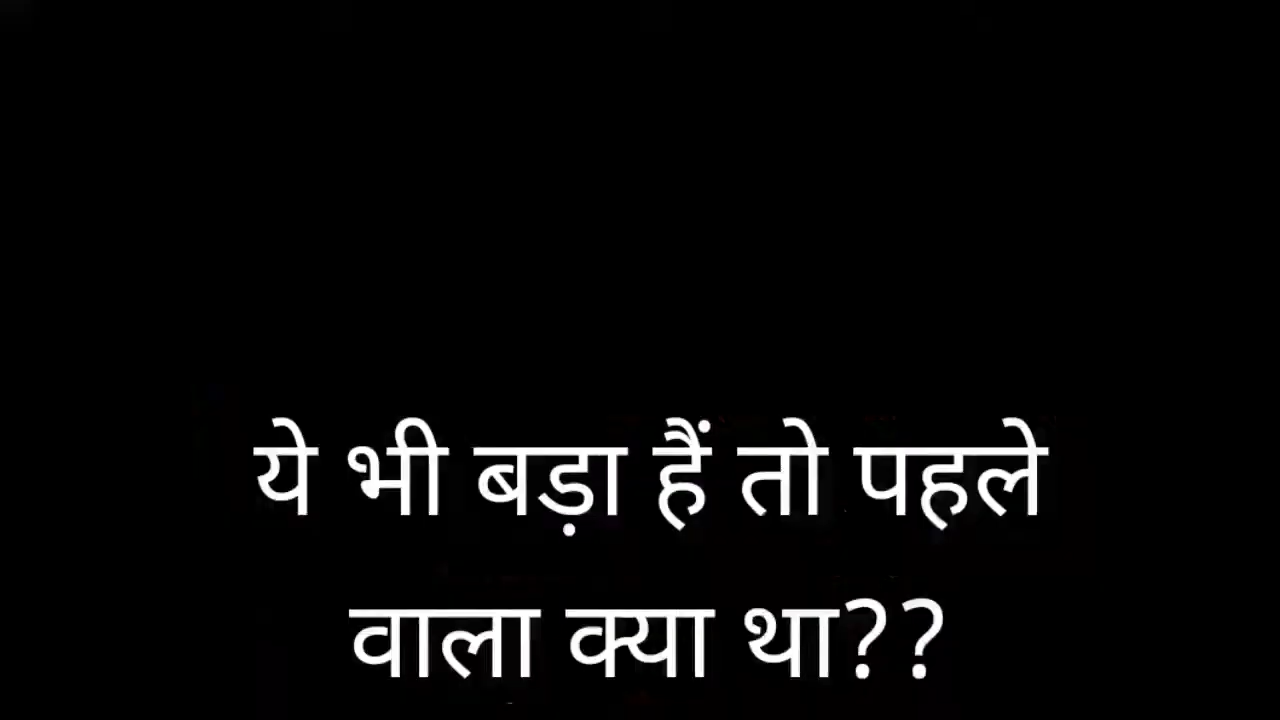 ये भी बड़ा हैं तो पहले
वाला क्या था??